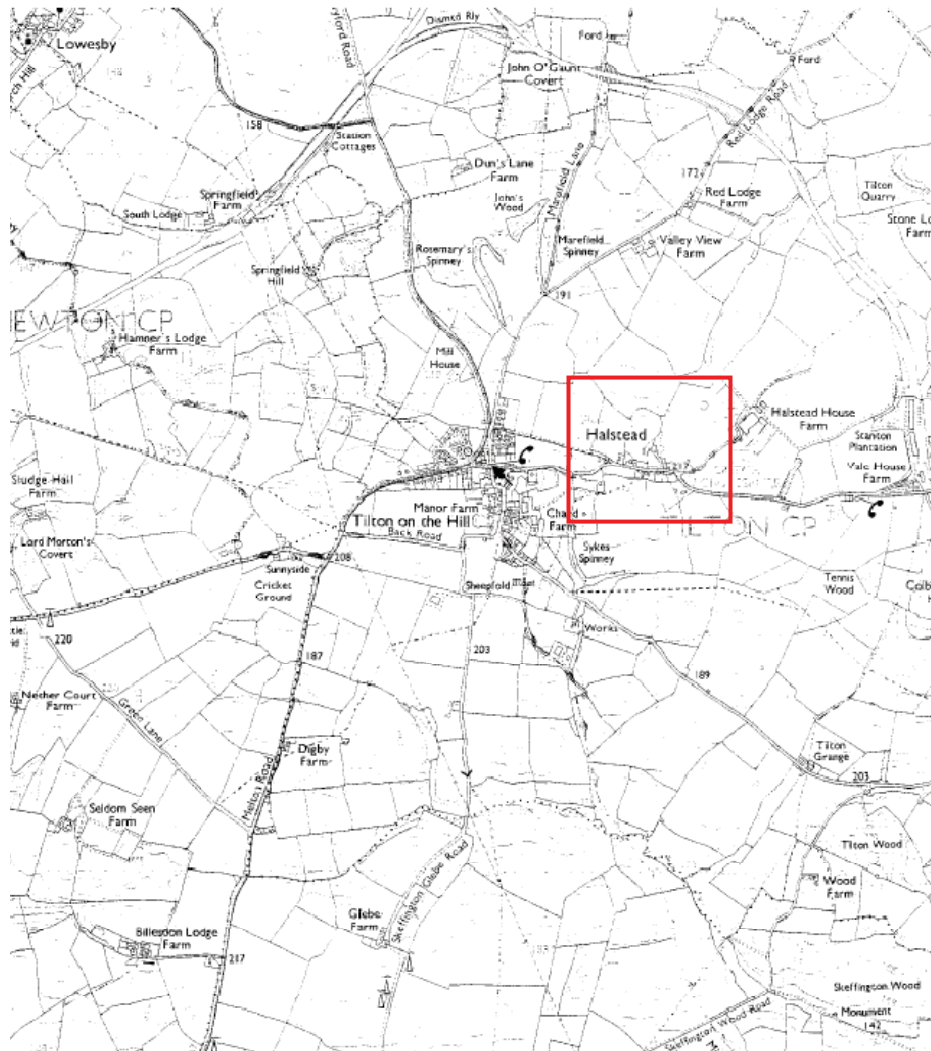 Lowesby
Dismtd Rly
Ford
John O'Gaunt
Covert
Ford
Red Lodge Road
158
Station
Cottages
Dun's Lane
Farm
Marefield Lane
172
Tilton
Quarry
Springfield
Farm
John's
Wood
Red Lodge
Farm
South Lodge
Stone Lo
Farm
Rosemary's
Spinney
Marefield
Spinney
Valley View
Farm
Springfield
Hill
191
EWTON CP
Hamner's Lodge
Farm
Mill
House
Halstead
Halstead House
Farm
Stanton
Plantation
Vale House
Farm
Sludge Hall
Farm
Manor Farm
Tilton on the Hill
Back Road
Chard
Farm
TILTON CP
Lord Morton's
Covert
Sunnyside
208
Sykes
Spinney
Cricket
Ground
Sheepfold
Moat
Tennis
Wood
Works
220
203
187
189
Nether Court
Farm
Green Lane
Digby
Farm
Tilton
Grange
Melton Road
203
Seldom Seen
Farm
Tilton Wood
Skeffington Glebe Road
Wood
Farm
Glebe
Farm
Billesdon Lodge
Farm
217
Skeffington Wood
Skeffington Wood Road
Monument
142